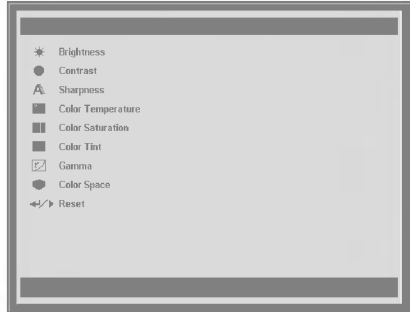 Brightness
Contrast
Sharpness
Color Temperature
Color Saturation
Color Tint
Gamma
Color Space
Reset